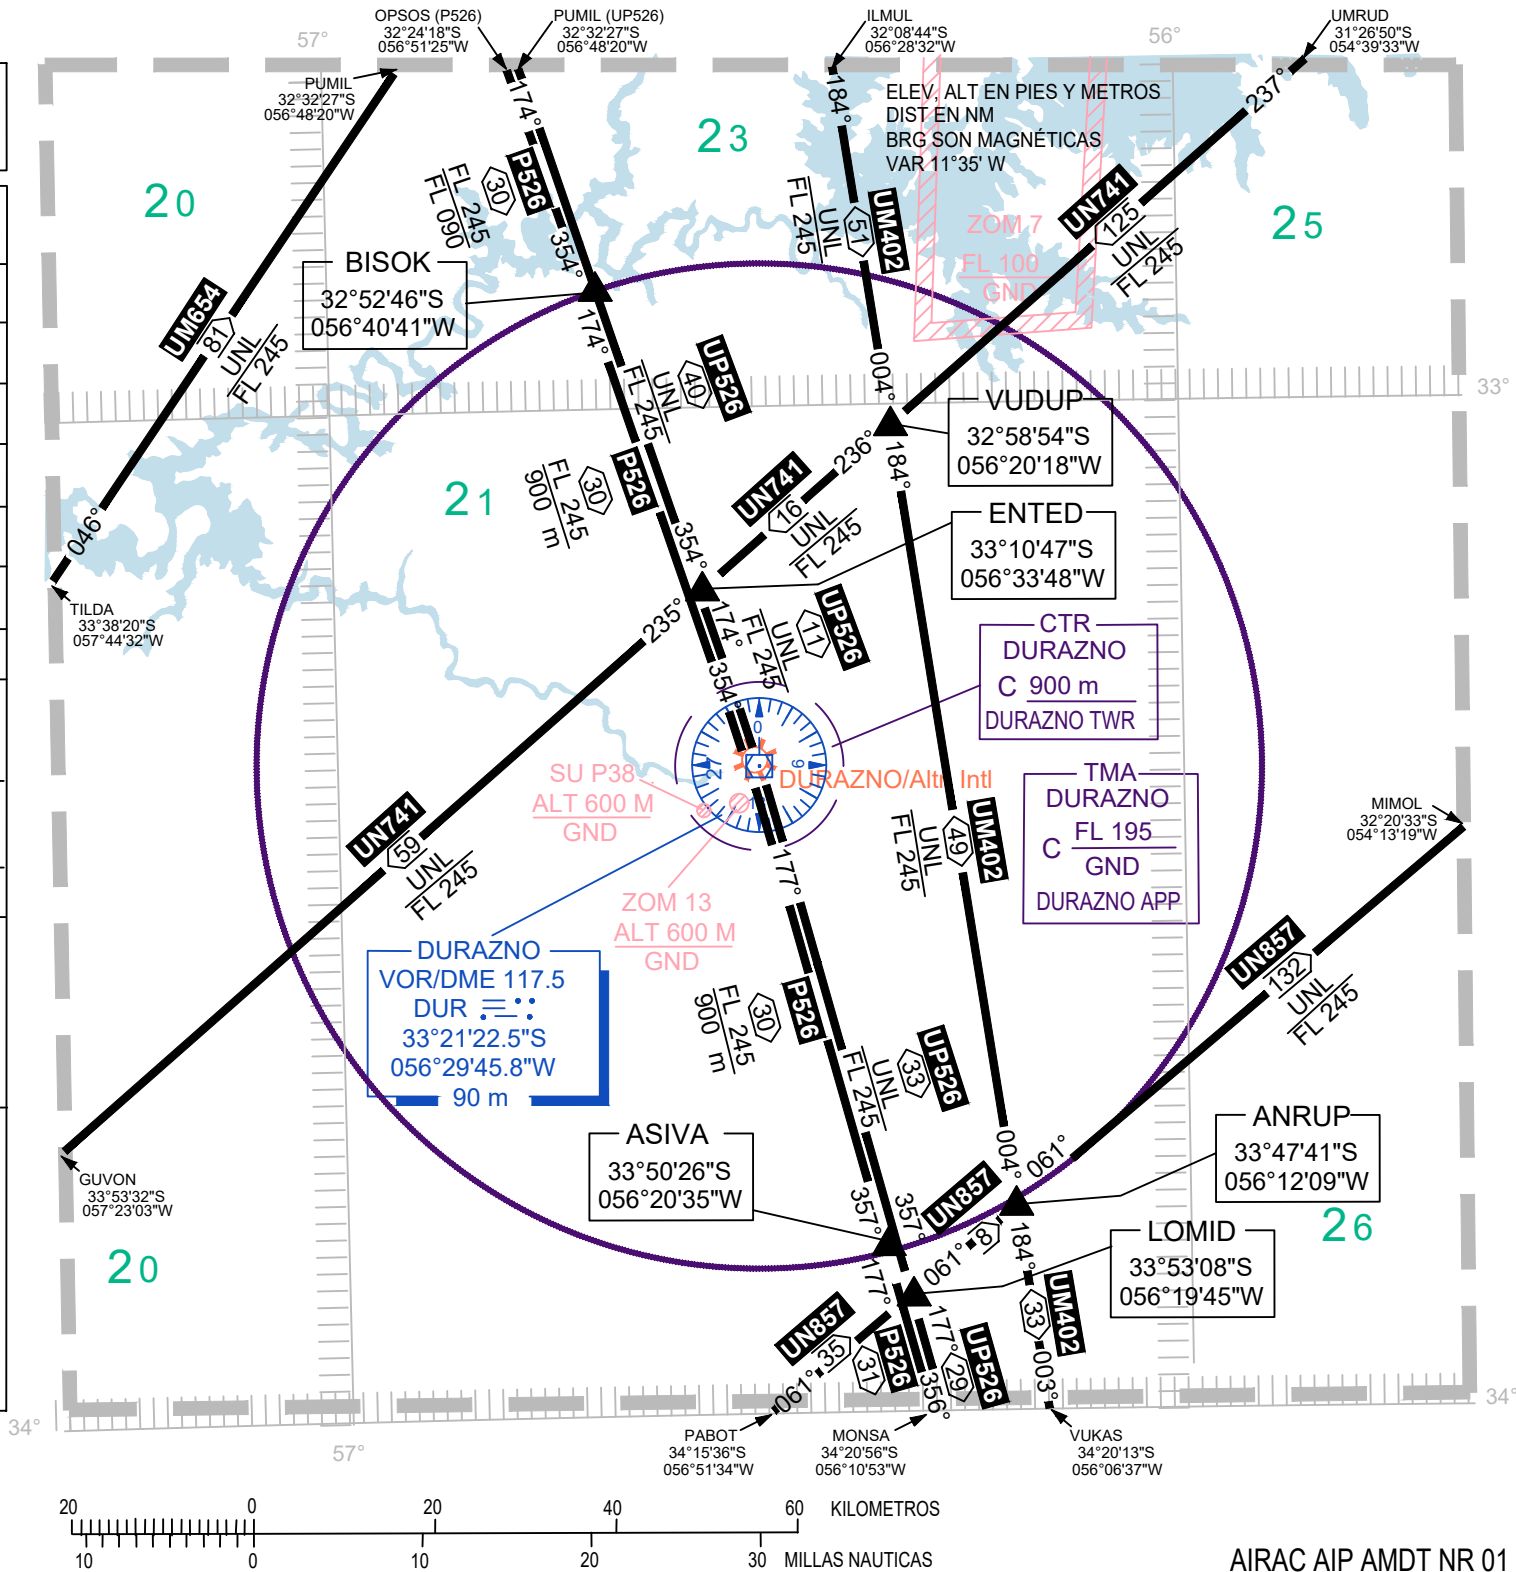 OPSOS (P526)
32°24'18"S
056°51'25"W
PUMIL (UP526)
32°32'27"S
056°48'20"W
ILMUL
32°08'44"S
056°28'32"W
UMRUD
31°26'50"S
054°39'33"W
57°
56°
PUMIL
32°32'27"S
056°48'20"W
ELEV, ALT EN PIES Y METROS
DIST EN NM
BRG SON MAGNÉTICAS
VAR 11°35' W
174°
184°
237°
23
20
25
P526
30
FL 245
FL 090
354°
UM402
51
UNL
FL 245
UN741
125
UNL
FL 245
ZOM 7
FL 100
GND
BISOK
32°52'46"S
056°40'41"W
UM654
81
UNL
FL 245
174°
UP526
40
UNL
FL 245
004°
33°
VUDUP
32°58'54"S
056°20'18"W
236°
184°
21
P526
30
FL 245
900 m
UN741
16
UNL
FL 245
046°
354°
ENTED
33°10'47"S
056°33'48"W
TILDA
33°38'20"S
057°44'32"W
235°
174°
UP526
11
UNL
FL 245
354°
CTR
DURAZNO
C 900 m
DURAZNO TWR
0
9
27
DURAZNO/Altn Intl
SU P38
ALT 600 M
GND
TMA
DURAZNO
C FL 195
GND
DURAZNO APP
MIMOL
32°20'33"S
054°13'19"W
UN741
59
UNL
FL 245
UM402
49
UNL
FL 245
177°
ZOM 13
ALT 600 M
GND
DURAZNO
VOR/DME 117.5
DUR
33°21'22.5"S
056°29'45.8"W
90 m
UN857
132
UNL
FL 245
P526
30
FL 245
900 m
UP526
33
UNL
FL 245
ASIVA
33°50'26"S
056°20'35"W
004°
061°
ANRUP
33°47'41"S
056°12'09"W
GUVON
33°53'32"S
057°23'03"W
357°
357°
UN857
8
061°
184°
20
26
LOMID
33°53'08"S
056°19'45"W
177°
UN857
35
061°
P526
31
177°
UP526
29
356°
UM402
33
003°
34°
34°
57°
PABOT
34°15'36"S
056°51'34"W
MONSA
34°20'56"S
056°10'53"W
VUKAS
34°20'13"S
056°06'37"W
20 0 20 40 60 KILOMETROS
10 0 10 20 30 MILLAS NAUTICAS
AIRAC AIP AMDT NR 01